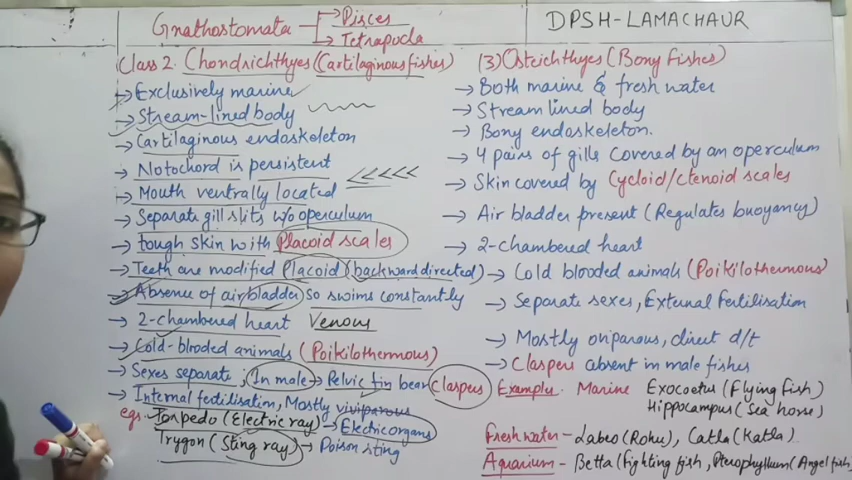 Gnathostomata → Pisces
→ Tetrapoda
DPSH-LAMACHAUR
Class 2. Chondrichthyes (Cartilaginous fishes)
→ Exclusively marine
→ Stream-lined body
→ Cartilaginous endoskeleton
→ Notochord is persistent
→ Mouth ventrally located
→ Separate gill slits w/o operculum
→ tough skin with Placoid scales
→ Teeth are modified Placoid (backward directed)
→ Absence of air bladder so swims constantly
→ 2-chambered heart Venous
→ Cold-blooded animals (Poikilothermous)
→ Sexes separate; In male → Pelvic fin bear Claspers
→ Internal fertilisation, Mostly viviparous
egs. Torpedo (Electric ray) → Electric organs
Trygon (Sting ray) → Poison sting
(3) Osteichthyes (Bony Fishes)
→ Both marine & fresh water
→ Stream lined body
→ Bony endoskeleton.
→ 4 pairs of gills covered by an operculum
→ Skin covered by Cycloid/ctenoid scales
→ Air bladder present (Regulates buoyancy)
→ 2-chambered heart
→ Cold blooded animals (Poikilothermous)
→ Separate sexes, External Fertilisation
→ Mostly oviparous, direct d/t
→ Claspers absent in male fishes
Examples. Marine Exocoetus (Flying fish)
Hippocampus (Sea horse)
Fresh water - Labeo (Rohu), Catla (Katla)
Aquarium - Betta (Fighting fish, Pterophyllum (Angel fish)